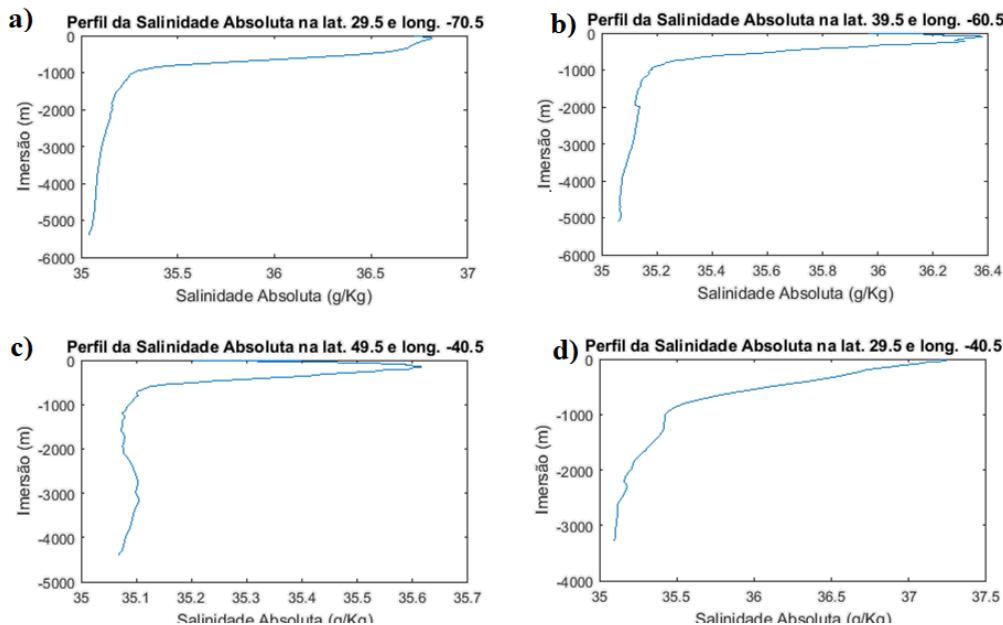 a) Perfil da Salinidade Absoluta na lat. 29.5 e long. -70.5
0
-1000
-2000
-3000
-4000
-5000
-6000
Imersão (m)
35 35.5 36 36.5 37
Salinidade Absoluta (g/Kg)
b) Perfil da Salinidade Absoluta na lat. 39.5 e long. -60.5
0
-1000
-2000
-3000
-4000
-5000
-6000
Imersão (m)
35 35.2 35.4 35.6 35.8 36 36.2 36.4
Salinidade Absoluta (g/Kg)
c) Perfil da Salinidade Absoluta na lat. 49.5 e long. -40.5
0
-1000
-2000
-3000
-4000
-5000
Imersão (m)
35 35.1 35.2 35.3 35.4 35.5 35.6 35.7
Salinidade Absoluta (g/Kg)
d) Perfil da Salinidade Absoluta na lat. 29.5 e long. -40.5
0
-1000
-2000
-3000
-4000
Imersão (m)
35 35.5 36 36.5 37 37.5
Salinidade Absoluta (g/Kg)